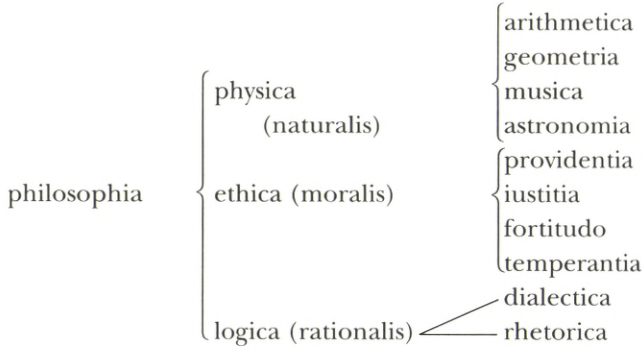 arithmetica
geometria
physica
musica
(naturalis)
astronomia
providentia
philosophia
ethica (moralis)
iustitia
fortitudo
temperantia
dialectica
logica (rationalis)
rhetorica